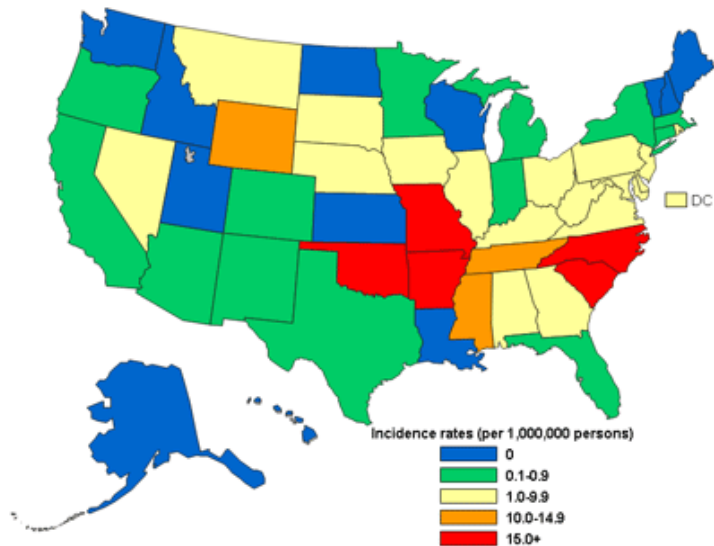 DC
Incidence rates (per 1,000,000 persons)
0
0.1-0.9
1.0-9.9
10.0-14.9
15.0+